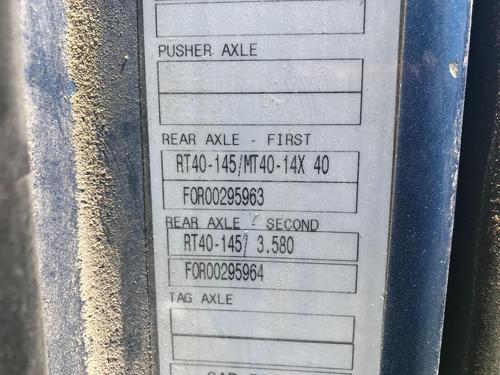 PUSHER AXLE
REAR AXLE - FIRST
RT40-145/MT40-14X 40
FOR00295963
REAR AXLE - SECOND
RT40-145/ 3.580
FOR00295964
TAG AXLE